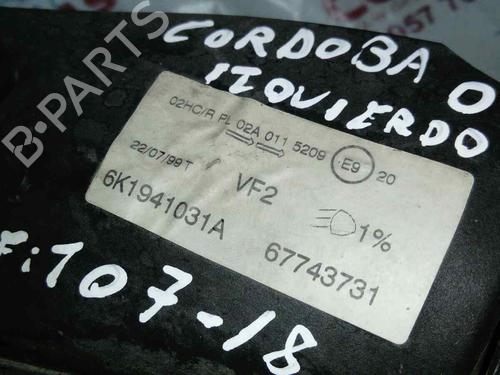 B-PARTS
CORDOBA 0
IZQUIERDO
02HC/R PL 02A 011 5209 E9 20
22/07/99 T VF2
6K1941031A 1%
67743731
F:107-18